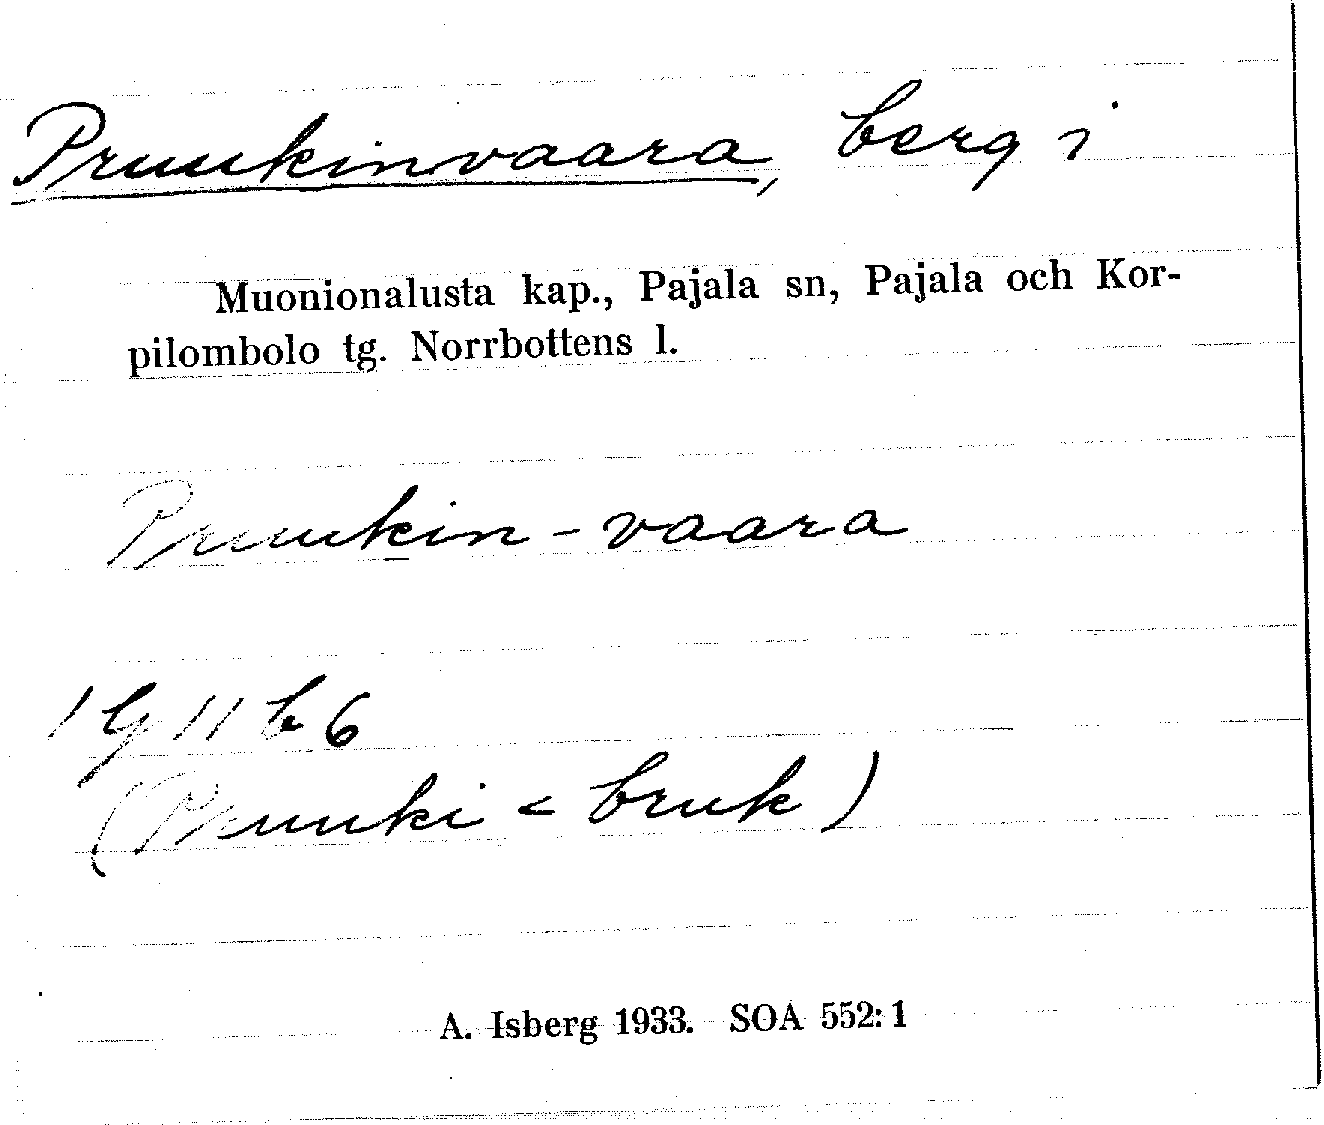 Pruukinvaara, berg i
Muonionalusta kap., Pajala sn, Pajala och Kor-
pilombolo tg. Norrbottens l.
Pruukin - vaara
1 G 11 b 6
(Pruuki < bruk)
A. Isberg 1933. SOA 552:1